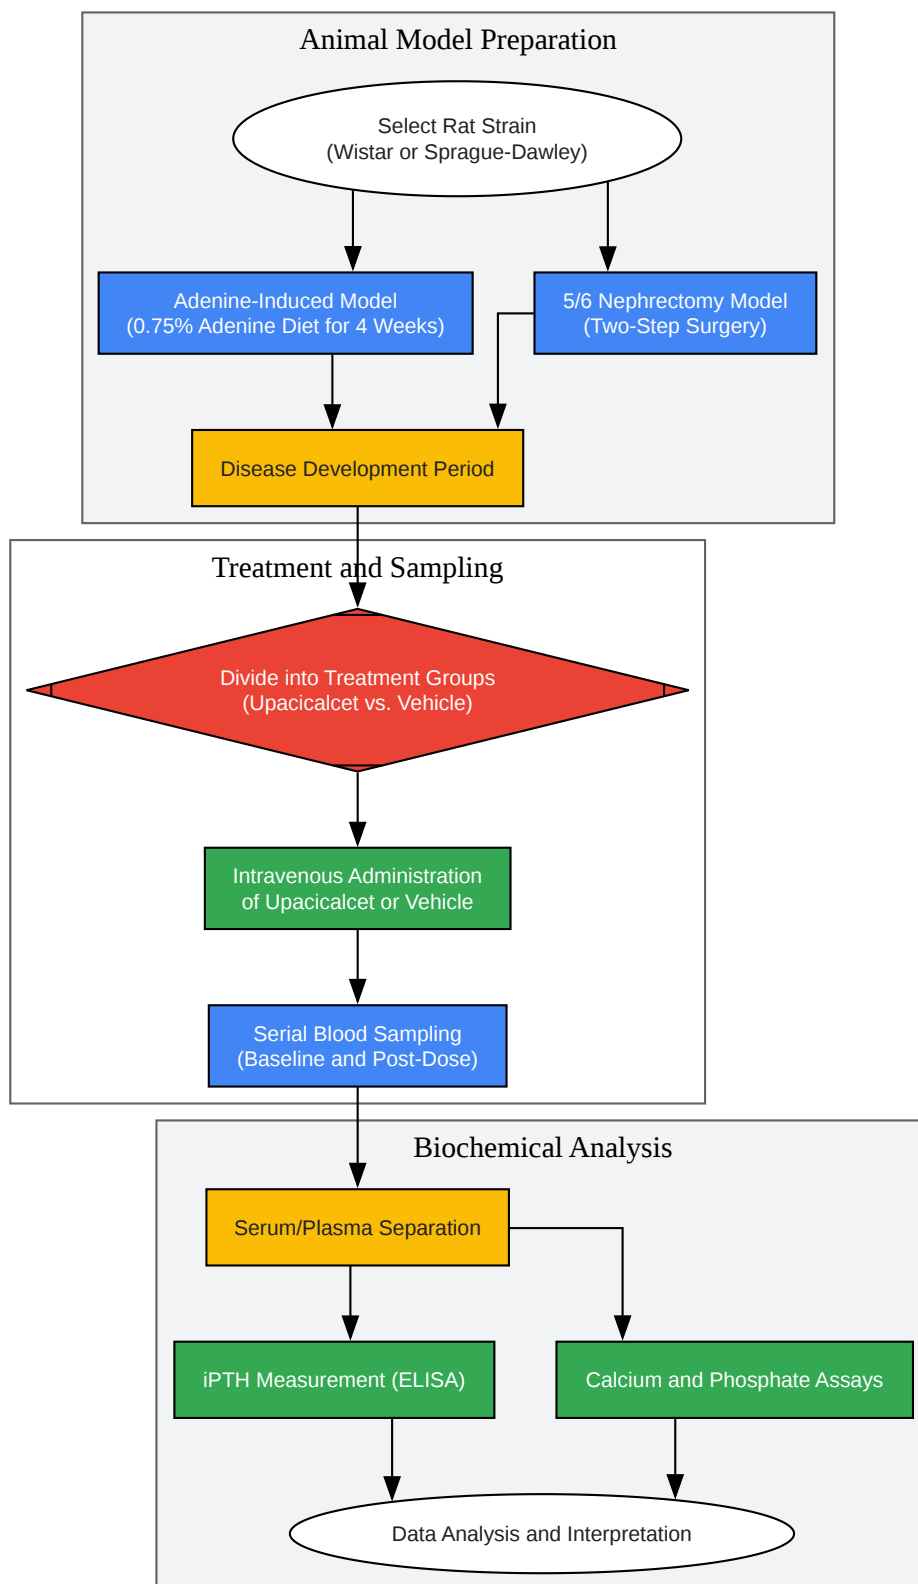 Animal Model Preparation
Select Rat Strain
(Wistar or Sprague-Dawley)
Adenine-Induced Model
(0.75% Adenine Diet for 4 Weeks)
5/6 Nephrectomy Model
(Two-Step Surgery)
Disease Development Period
Treatment and Sampling
Divide into Treatment Groups
(Upacicalcet vs. Vehicle)
Intravenous Administration
of Upacicalcet or Vehicle
Serial Blood Sampling
(Baseline and Post-Dose)
Biochemical Analysis
Serum/Plasma Separation
iPTH Measurement (ELISA)
Calcium and Phosphate Assays
Data Analysis and Interpretation